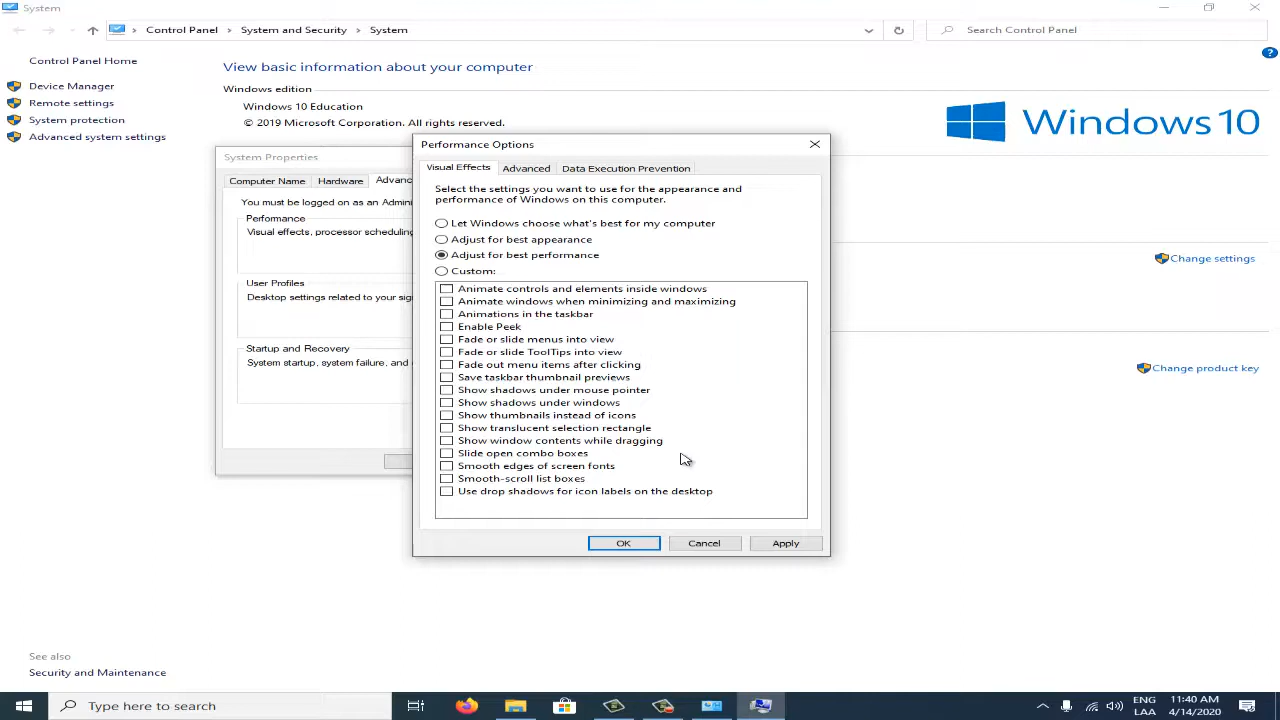 System
Control Panel > System and Security > System
Search Control Panel
Control Panel Home
Device Manager
Remote settings
System protection
Advanced system settings
View basic information about your computer
Windows edition
Windows 10 Education
© 2019 Microsoft Corporation. All rights reserved.
Windows 10
System Properties
Computer Name
Hardware
Advanc
You must be logged on as an Admini
Performance
Visual effects, processor scheduling
User Profiles
Desktop settings related to your sig
Startup and Recovery
System startup, system failure, and
Performance Options
Visual Effects
Advanced
Data Execution Prevention
Select the settings you want to use for the appearance and
performance of Windows on this computer.
Let Windows choose what's best for my computer
Adjust for best appearance
Adjust for best performance
Custom:
Animate controls and elements inside windows
Animate windows when minimizing and maximizing
Animations in the taskbar
Enable Peek
Fade or slide menus into view
Fade or slide ToolTips into view
Fade out menu items after clicking
Save taskbar thumbnail previews
Show shadows under mouse pointer
Show shadows under windows
Show thumbnails instead of icons
Show translucent selection rectangle
Show window contents while dragging
Slide open combo boxes
Smooth edges of screen fonts
Smooth-scroll list boxes
Use drop shadows for icon labels on the desktop
OK
Cancel
Apply
Change settings
Change product key
See also
Security and Maintenance
Type here to search
ENG
LAA
11:40 AM
4/14/2020